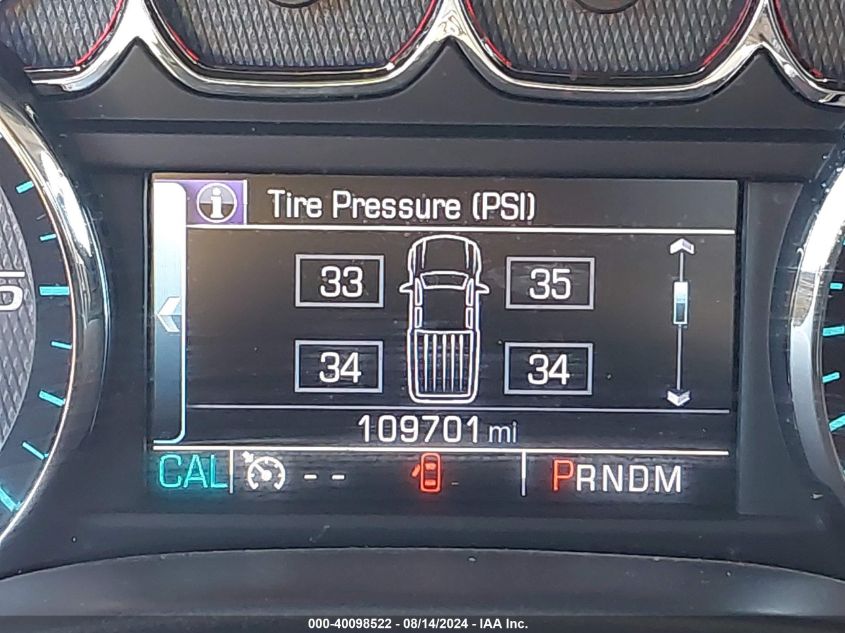 Tire Pressure (PSI)
33 35
34 34
109701 mi
CAL -- PRNDM
000-40098522 - 08/14/2024 - IAA Inc.